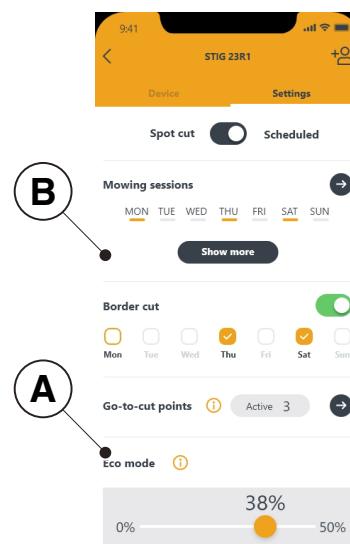 9:41
STIG 23R1
Device Settings
Spot cut Scheduled
B
Mowing sessions
MON TUE WED THU FRI SAT SUN
Show more
Border cut
Mon Tue Wed Thu Fri Sat Sun
A
Go-to-cut points i Active 3
Eco mode i
38%
0% 50%